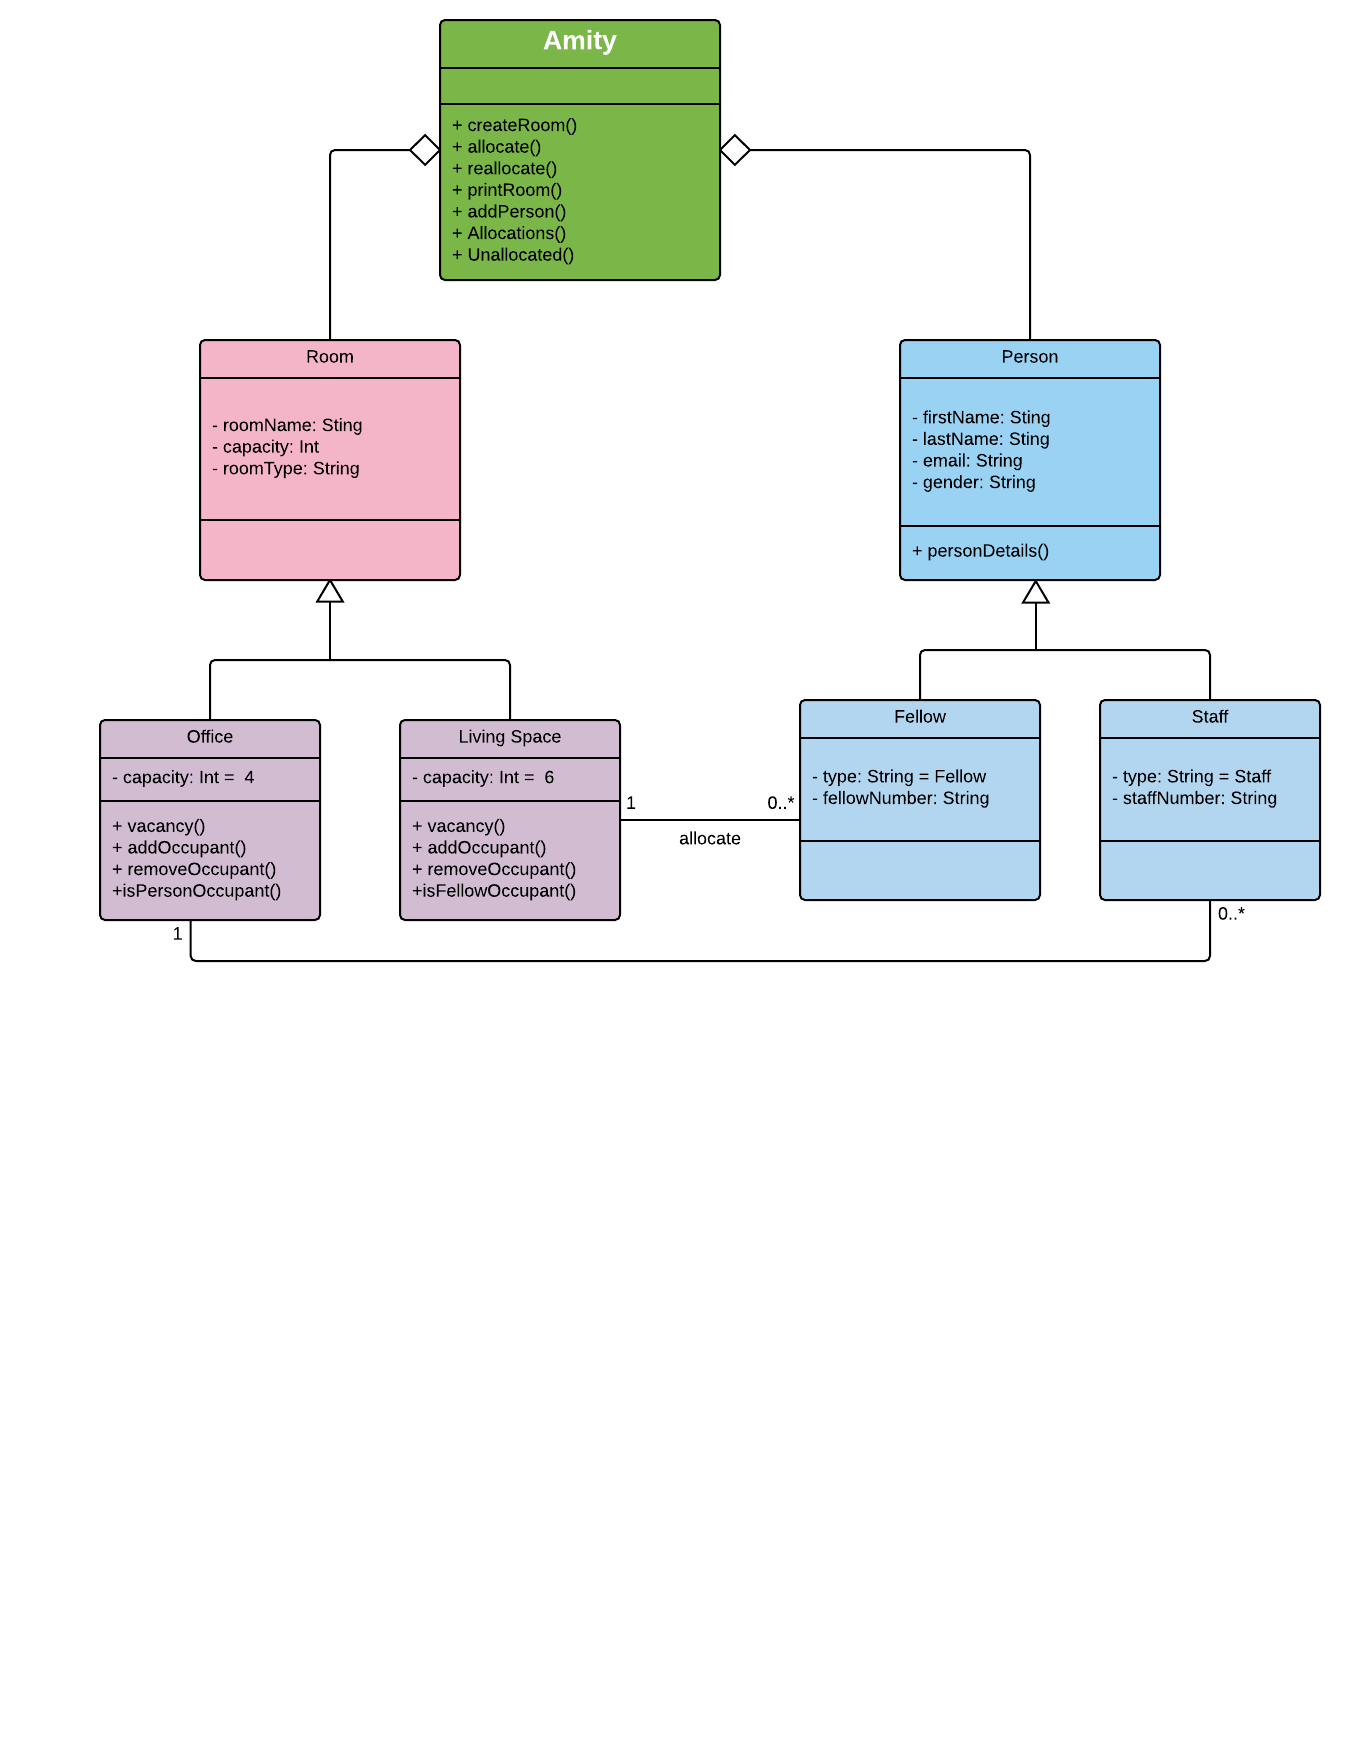 Amity
+ createRoom()
+ allocate()
+ reallocate()
+ printRoom()
+ addPerson()
+ Allocations()
+ Unallocated()
Room
- roomName: Sting
- capacity: Int
- roomType: String
Person
- firstName: Sting
- lastName: Sting
- email: String
- gender: String
+ personDetails()
Office
- capacity: Int =  4
+ vacancy()
+ addOccupant()
+ removeOccupant()
+isPersonOccupant()
Living Space
- capacity: Int =  6
+ vacancy()
+ addOccupant()
+ removeOccupant()
+isFellowOccupant()
1
0..*
allocate
Fellow
- type: String = Fellow
- fellowNumber: String
Staff
- type: String = Staff
- staffNumber: String
1
0..*